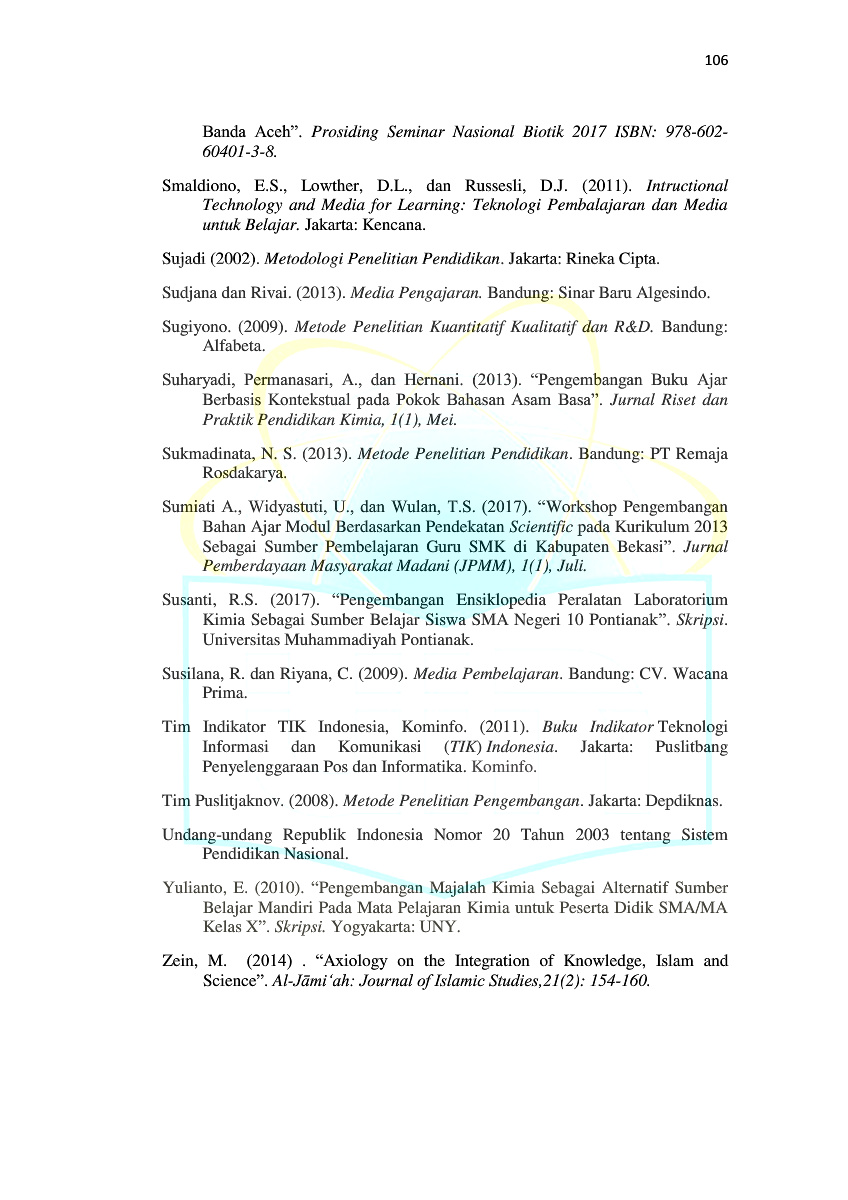 106
Banda Aceh”. Prosiding Seminar Nasional Biotik 2017 ISBN: 978-602-
60401-3-8.
Smaldiono, E.S., Lowther, D.L., dan Russesli, D.J. (2011). Intructional
Technology and Media for Learning: Teknologi Pembalajaran dan Media
untuk Belajar. Jakarta: Kencana.
Sujadi (2002). Metodologi Penelitian Pendidikan. Jakarta: Rineka Cipta.
Sudjana dan Rivai. (2013). Media Pengajaran. Bandung: Sinar Baru Algesindo.
Sugiyono. (2009). Metode Penelitian Kuantitatif Kualitatif dan R&D. Bandung:
Alfabeta.
Suharyadi, Permanasari, A., dan Hernani. (2013). “Pengembangan Buku Ajar
Berbasis Kontekstual pada Pokok Bahasan Asam Basa”. Jurnal Riset dan
Praktik Pendidikan Kimia, 1(1), Mei.
Sukmadinata, N. S. (2013). Metode Penelitian Pendidikan. Bandung: PT Remaja
Rosdakarya.
Sumiati A., Widyastuti, U., dan Wulan, T.S. (2017). “Workshop Pengembangan
Bahan Ajar Modul Berdasarkan Pendekatan Scientific pada Kurikulum 2013
Sebagai Sumber Pembelajaran Guru SMK di Kabupaten Bekasi”. Jurnal
Pemberdayaan Masyarakat Madani (JPMM), 1(1), Juli.
Susanti, R.S. (2017). “Pengembangan Ensiklopedia Peralatan Laboratorium
Kimia Sebagai Sumber Belajar Siswa SMA Negeri 10 Pontianak”. Skripsi.
Universitas Muhammadiyah Pontianak.
Susilana, R. dan Riyana, C. (2009). Media Pembelajaran. Bandung: CV. Wacana
Prima.
Tim Indikator TIK Indonesia, Kominfo. (2011). Buku Indikator Teknologi
Informasi dan Komunikasi (TIK) Indonesia. Jakarta: Puslitbang
Penyelenggaraan Pos dan Informatika. Kominfo.
Tim Puslitjaknov. (2008). Metode Penelitian Pengembangan. Jakarta: Depdiknas.
Undang-undang Republik Indonesia Nomor 20 Tahun 2003 tentang Sistem
Pendidikan Nasional.
Yulianto, E. (2010). “Pengembangan Majalah Kimia Sebagai Alternatif Sumber
Belajar Mandiri Pada Mata Pelajaran Kimia untuk Peserta Didik SMA/MA
Kelas X”. Skripsi. Yogyakarta: UNY.
Zein, M. (2014) . “Axiology on the Integration of Knowledge, Islam and
Science”. Al-Jāmi‘ah: Journal of Islamic Studies,21(2): 154-160.